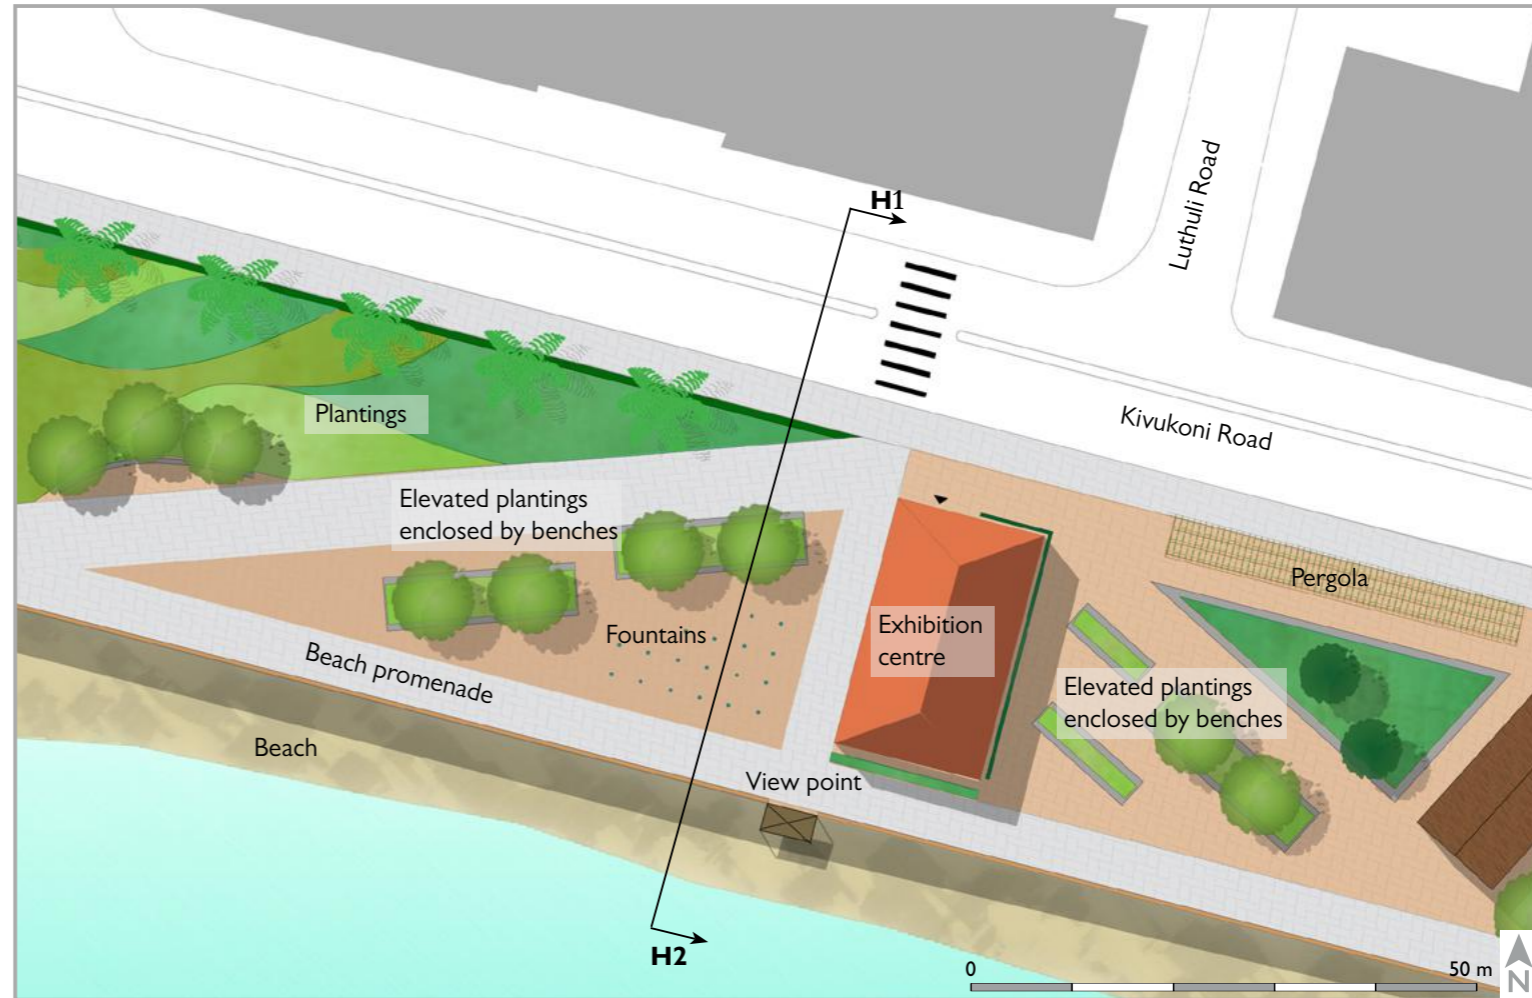 H1
Luthuli Road
Kivukoni Road
Plantings
Elevated plantings
enclosed by benches
Pergola
Fountains
Exhibition
centre
Beach promenade
Elevated plantings
enclosed by benches
Beach
View point
H2
0
50 m
N